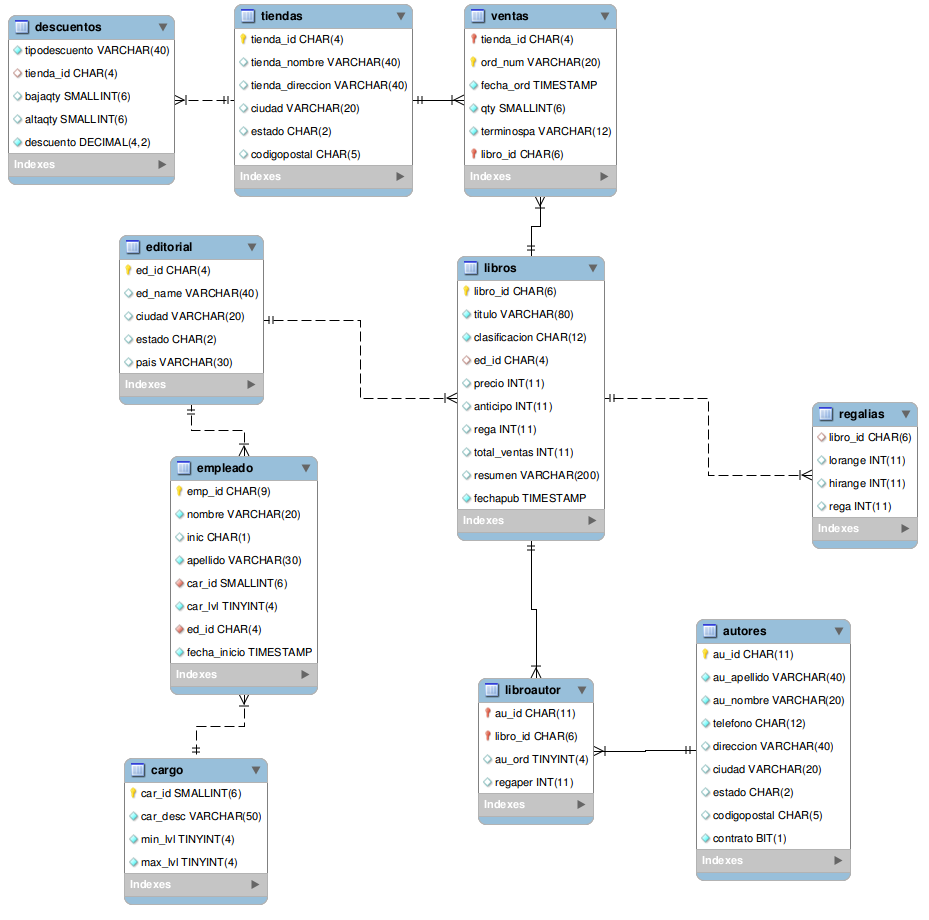 descuentos
tipodescuento VARCHAR(40)
tienda_id CHAR(4)
bajaqty SMALLINT(6)
altaqty SMALLINT(6)
descuento DECIMAL(4,2)
Indexes
tiendas
tienda_id CHAR(4)
tienda_nombre VARCHAR(40)
tienda_direccion VARCHAR(40)
ciudad VARCHAR(20)
estado CHAR(2)
codigopostal CHAR(5)
Indexes
ventas
tienda_id CHAR(4)
ord_num VARCHAR(20)
fecha_ord TIMESTAMP
qty SMALLINT(6)
terminospa VARCHAR(12)
libro_id CHAR(6)
Indexes
editorial
ed_id CHAR(4)
ed_name VARCHAR(40)
ciudad VARCHAR(20)
estado CHAR(2)
pais VARCHAR(30)
Indexes
libros
libro_id CHAR(6)
titulo VARCHAR(80)
clasificacion CHAR(12)
ed_id CHAR(4)
precio INT(11)
anticipo INT(11)
rega INT(11)
total_ventas INT(11)
resumen VARCHAR(200)
fechapub TIMESTAMP
Indexes
regalias
libro_id CHAR(6)
lorange INT(11)
hirange INT(11)
rega INT(11)
Indexes
empleado
emp_id CHAR(9)
nombre VARCHAR(20)
inic CHAR(1)
apellido VARCHAR(30)
car_id SMALLINT(6)
car_lvl TINYINT(4)
ed_id CHAR(4)
fecha_inicio TIMESTAMP
Indexes
autores
au_id CHAR(11)
au_apellido VARCHAR(40)
au_nombre VARCHAR(20)
telefono CHAR(12)
direccion VARCHAR(40)
ciudad VARCHAR(20)
estado CHAR(2)
codigopostal CHAR(5)
contrato BIT(1)
Indexes
libroautor
au_id CHAR(11)
libro_id CHAR(6)
au_ord TINYINT(4)
regaper INT(11)
Indexes
cargo
car_id SMALLINT(6)
car_desc VARCHAR(50)
min_lvl TINYINT(4)
max_lvl TINYINT(4)
Indexes